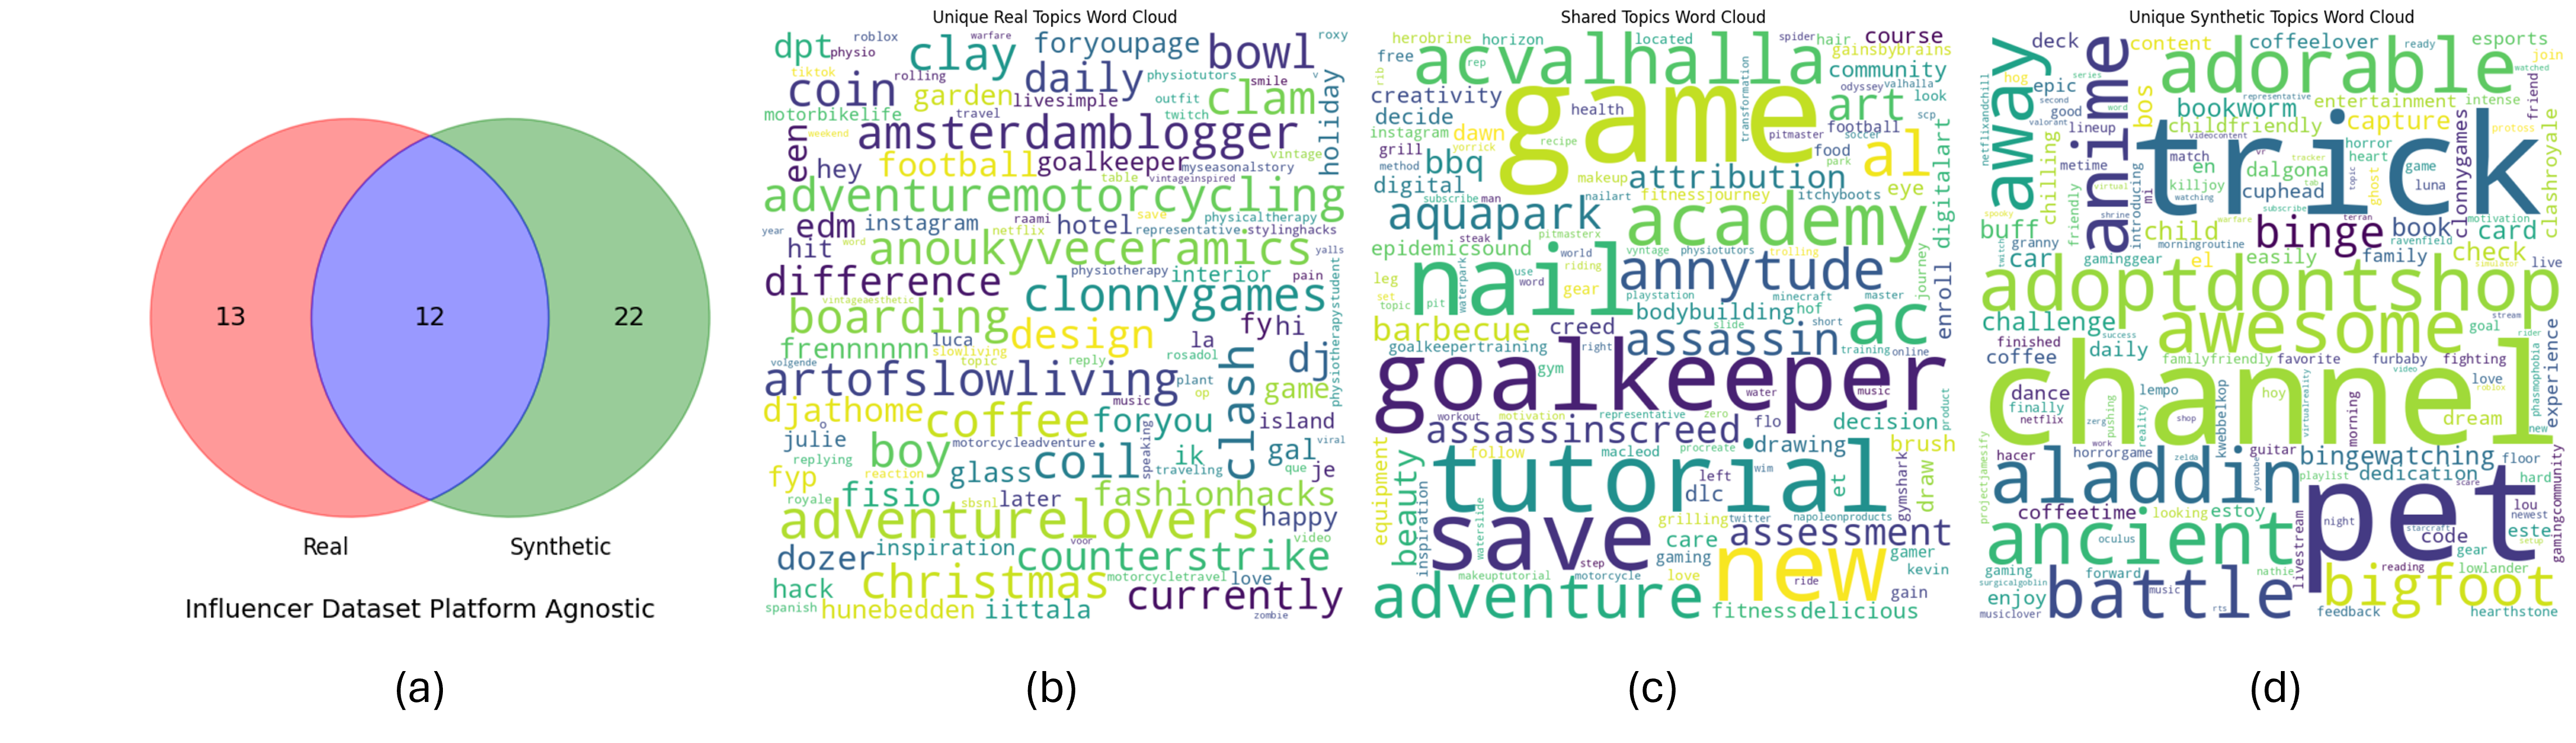 Unique Real Topics Word Cloud
Shared Topics Word Cloud
Unique Synthetic Topics Word Cloud
13
12
22
Real
Synthetic
Influencer Dataset Platform Agnostic
dpt
physio
roblox
clay
warfare
foryoupage
bowl
roxy
tiktok
coin
rolling
daily
physiotutors
smile
v
holiday
garden
livesimple
outfit
clam
motorbikelife
travel
twitch
een
weekend
amsterdamblogger
vintage
hey
football
goalkeeper
myseasonalstory
table
vintageinspired
adventuremotorcycling
year
edm
instagram
raami
hotel
save
physicaltherapy
netflix
representative
stylinghacks
hit
word
anoukyveceramics
yalls
difference
physiotherapy
interior
pain
vintageaesthetic
clonnygames
physiotherapystudent
boarding
design
fyhi
frennnnnn
luca
slowliving
la
volgende
topic
reply
rosadol
dj
artofslowliving
plant
op
clash
game
djathome
coffee
music
foryou
island
o
julie
boy
motorcycleadventure
speaking
gal
viral
replying
reaction
glass
coil
ik
traveling
que
je
fyp
royale
fisio
sbsnl
later
fashionhacks
adventurelovers
happy
video
dozer
inspiration
voor
counterstrike
hack
christmas
motorcycletravel
love
spanish
hunebedden
iittala
currently
zombie
herobrine
horizon
located
spider
hair
course
free
rep
acvalhalla
gainsbybrains
rib
transformation
community
creativity
game
health
odyssey
valhalla
decide
art
look
instagram
dawn
pitmaster
football
scp
grill
yorrick
recipe
soccer
method
bbq
food
park
al
digitalart
digital
makeup
attribution
eye
subscribe
man
nailart
fitnessjourney
itchyboots
aquapark
academy
steak
pitmasterx
epidemicsound
world
vyntage
physiotutors
trolling
nail
annytude
journey
leg
use
word
riding
gear
set
topic
pit
waterpark
playstation
minecraft
master
enroll
bodybuilding
hof
ac
barbecue
creed
slide
short
goalkeepertraining
right
assassin
training
online
gym
goalkeeper
water
music
product
workout
motivation
representative
zero
flo
decision
assassinscreed
equipment
follow
macleod
procreate
drawing
brush
beauty
tutorial
left
wim
dlc
et
gymshark
draw
inspiration
waterslide
save
grilling
twitter
napoleonproducts
care
assessment
step
gaming
new
gamer
makeuptutorial
motorcycle
love
ride
kevin
adventure
gain
fitness
delicious
away
deck
anime
content
coffeelover
ready
esports
hog
series
adorable
join
watched
epic
second
bos
representative
entertainment
intense
friend
netflixandchill
good
word
bookworm
valorant
lineup
childfriendly
capture
protoss
chilling
videocontent
horror
clonnygames
clashroyale
metime
trick
match
vr
tracker
heart
game
en
dalgona
topic
ghost
virtual
mi
killjoy
cuphead
tab
luna
friendly
introducing
watching
subscribe
spooky
shrine
warfare
terran
motivation
buff
child
binge
book
card
twitch
granny
morningroutine
ravenfield
check
car
gaminggear
el
easily
family
simulator
live
adoptdontshop
challenge
success
awesome
stream
goal
rider
finished
coffee
daily
familyfriendly
favorite
furbaby
fighting
experience
channel
video
phasmophobia
dance
lempo
love
roblox
finally
hoy
netflix
zerg
pushing
reality
shop
kwebbelkop
virtualreality
morning
dream
new
work
projectjamesify
hacer
horrorgame
zelda
guitar
bingewatching
floor
aladdin
youtube
playlist
dedication
scare
hard
coffeetime
looking
estoy
pet
lou
newest
gamingcommunity
ancient
oculus
livestream
night
starcraft
code
este
setup
gear
gaming
forward
nathie
reading
lowlander
surgicalgoblin
enjoy
battle
music
bigfoot
musiclover
rts
feedback
hearthstone
(a)
(b)
(c)
(d)